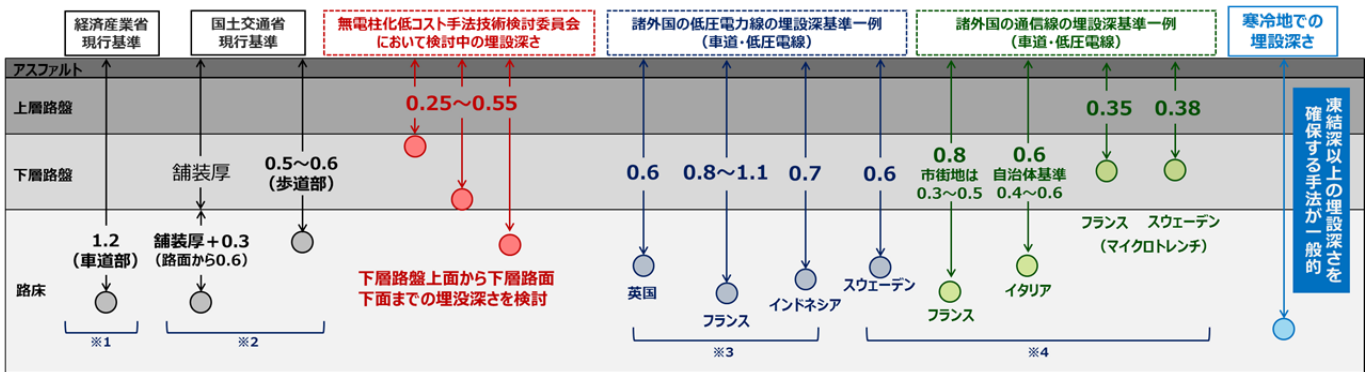 経済産業省
現行基準
国土交通省
現行基準
無電柱化低コスト手法技術検討委員会
において検討中の埋設深さ
諸外国の低圧電力線の埋設深基準一例
（車道・低圧電線）
諸外国の通信線の埋設深基準一例
（車道・低圧電線）
寒冷地での
埋設深さ
アスファルト
上層路盤
0.25～0.55
0.35
0.38
下層路盤
舗装厚
0.5～0.6
（歩道部）
0.6
0.8～1.1
0.7
0.6
0.8
市街地は
0.3～0.5
0.6
自治体基準
0.4～0.6
フランス
スウェーデン
（マイクロトレンチ）
凍結深以上の埋設深さを
確保する手法が一般的
路床
1.2
（車道部）
舗装厚＋0.3
（路面から0.6）
下層路盤上面から下層路面
下面までの埋没深さを検討
英国
フランス
インドネシア
スウェーデン
フランス
イタリア
※1
※2
※3
※4